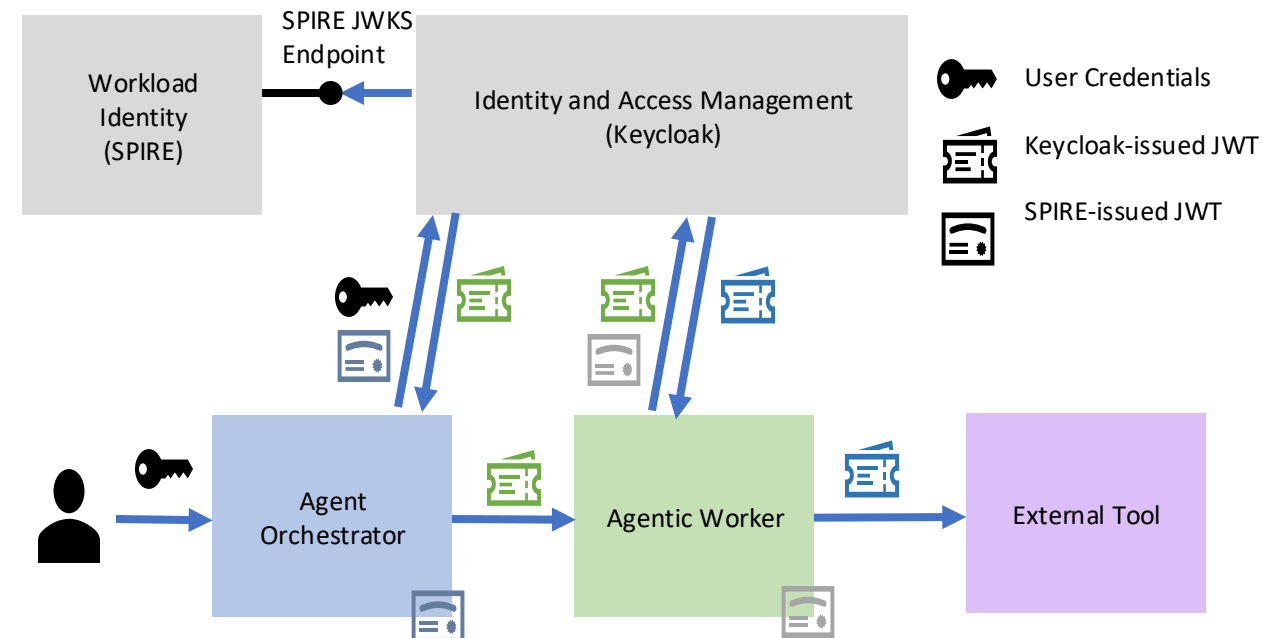 SPIRE JWKS
Endpoint
Workload
Identity
(SPIRE)
Identity and Access Management
(Keycloak)
User Credentials
Keycloak-issued JWT
SPIRE-issued JWT
Agent
Orchestrator
Agentic Worker
External Tool